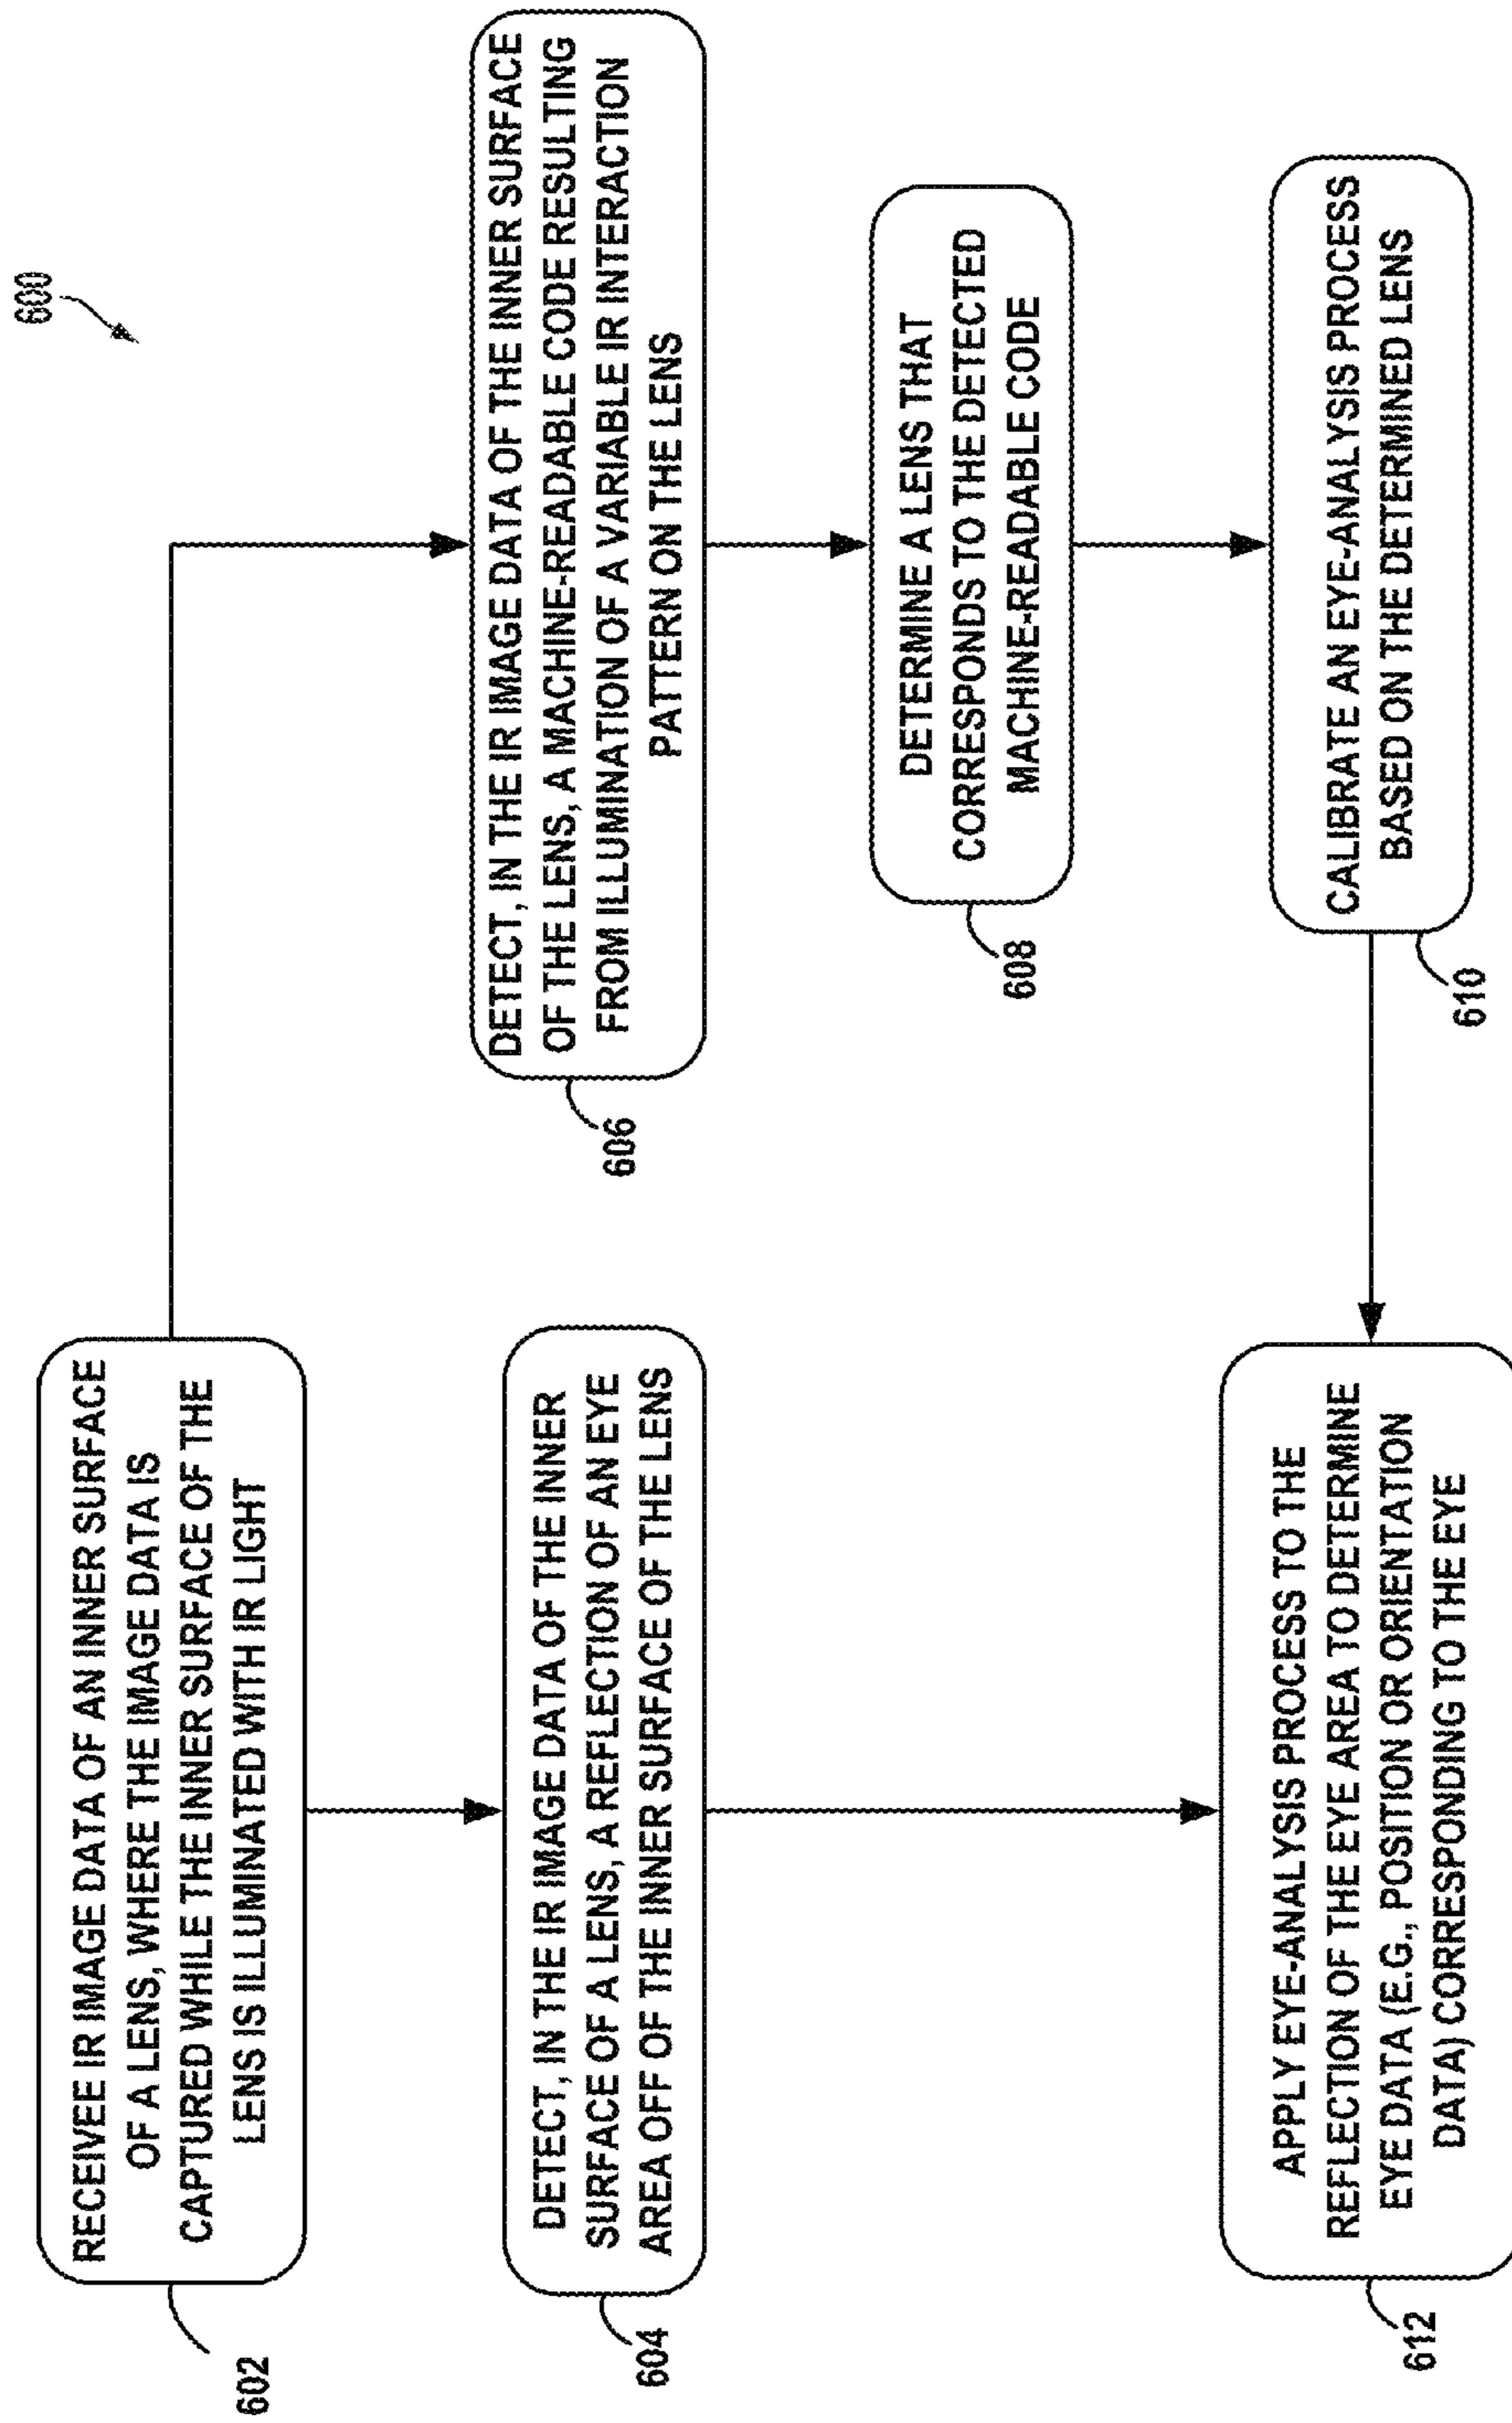 600
RECEIVEE IR IMAGE DATA OF AN INNER SURFACE
OF A LENS, WHERE THE IMAGE DATA IS
CAPTURED WHILE THE INNER SURFACE OF THE
LENS IS ILLUMINATED WITH IR LIGHT
602
DETECT, IN THE IR IMAGE DATA OF THE INNER
SURFACE OF A LENS, A REFLECTION OF AN EYE
AREA OFF OF THE INNER SURFACE OF THE LENS
604
DETECT, IN THE IR IMAGE DATA OF THE INNER SURFACE
OF THE LENS, A MACHINE-READABLE CODE RESULTING
FROM ILLUMINATION OF A VARIABLE IR INTERACTION
PATTERN ON THE LENS
606
DETERMINE A LENS THAT
CORRESPONDS TO THE DETECTED
MACHINE-READABLE CODE
608
CALIBRATE AN EYE-ANALYSIS PROCESS
BASED ON THE DETERMINED LENS
610
APPLY EYE-ANALYSIS PROCESS TO THE
REFLECTION OF THE EYE AREA TO DETERMINE
EYE DATA (E.G., POSITION OR ORIENTATION
DATA) CORRESPONDING TO THE EYE
612